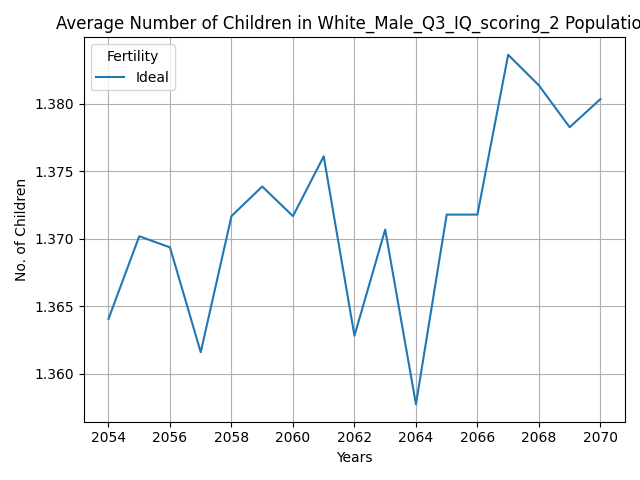 Average Number of Children in White_Male_Q3_IQ_scoring_2 Populatio
Fertility
Ideal
No. of Children
1.380
1.375
1.370
1.365
1.360
2054 2056 2058 2060 2062 2064 2066 2068 2070
Years